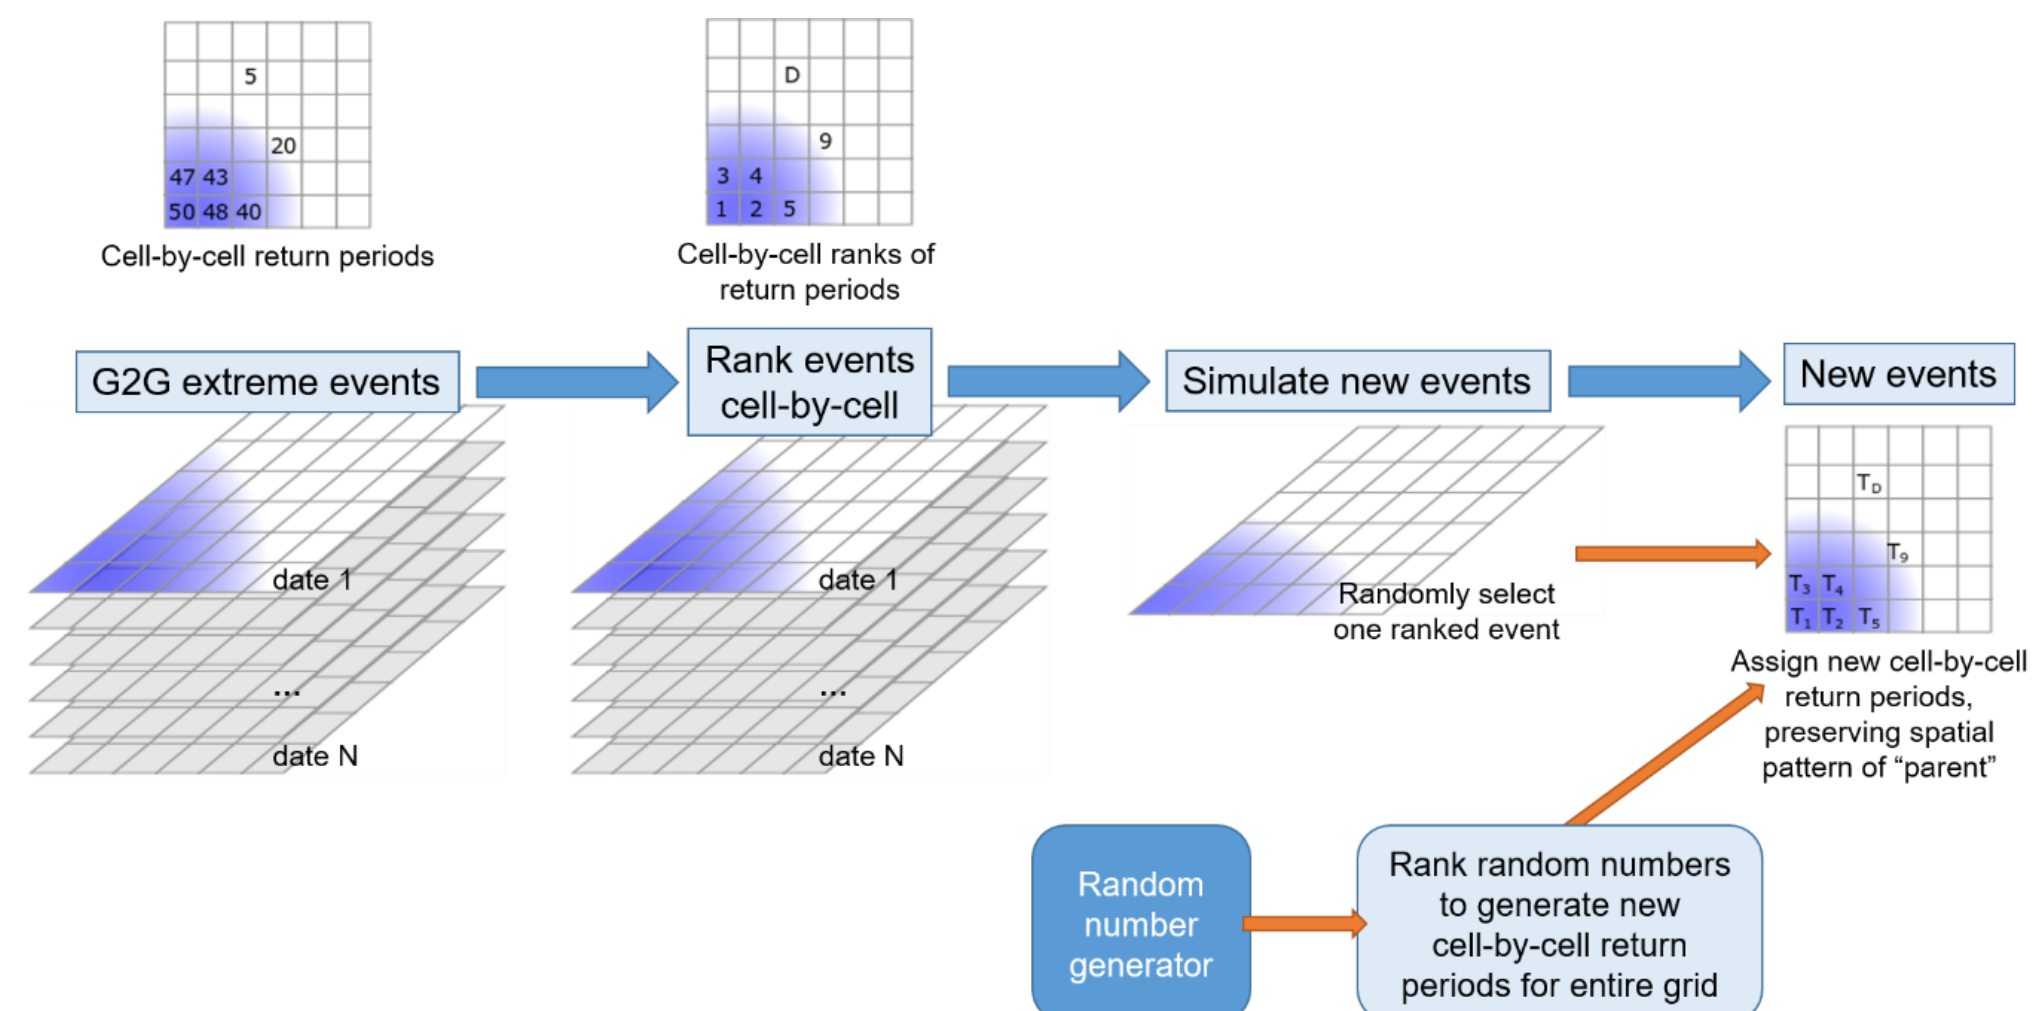 5
20
47 43
50 48 40
Cell-by-cell return periods
D
9
3 4
1 2 5
Cell-by-cell ranks of
return periods
G2G extreme events
Rank events
cell-by-cell
Simulate new events
New events
date 1
...
date N
date 1
...
date N
Randomly select
one ranked event
T_D
T_9
T_3 T_4
T_1 T_2 T_5
Assign new cell-by-cell
return periods,
preserving spatial
pattern of “parent”
Random
number
generator
Rank random numbers
to generate new
cell-by-cell return
periods for entire grid